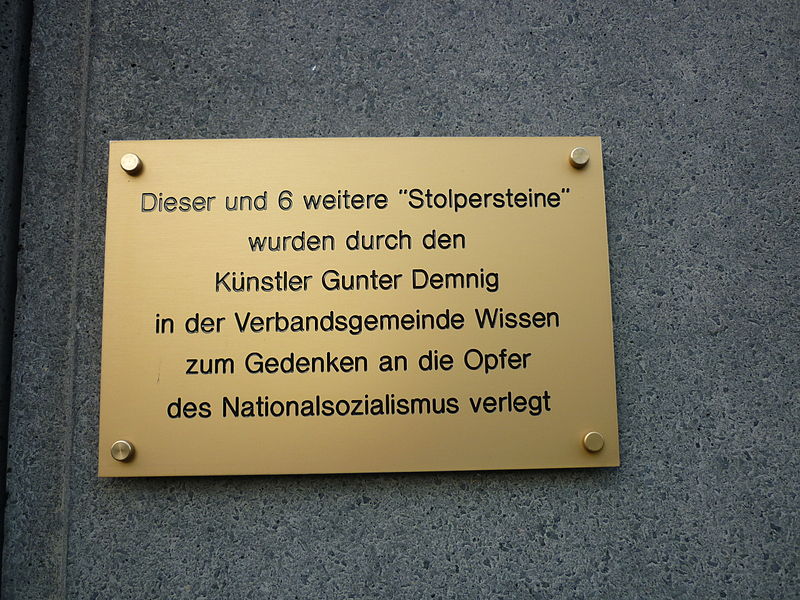 Dieser und 6 weitere "Stolpersteine"
wurden durch den
Künstler Gunter Demnig
in der Verbandsgemeinde Wissen
zum Gedenken an die Opfer
des Nationalsozialismus verlegt